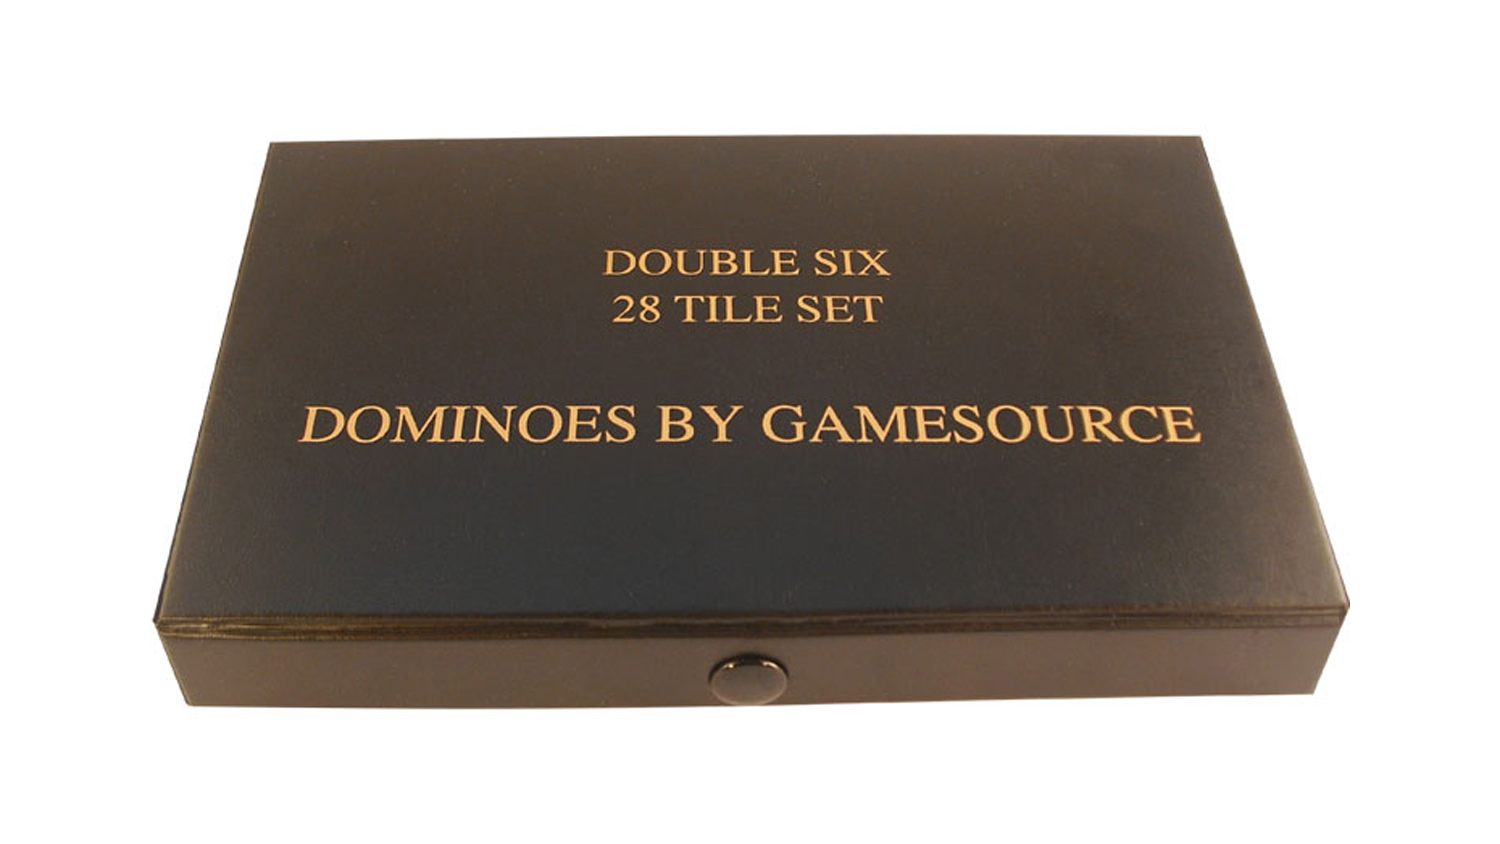 DOUBLE SIX
28 TILE SET
DOMINOES BY GAMESOURCE